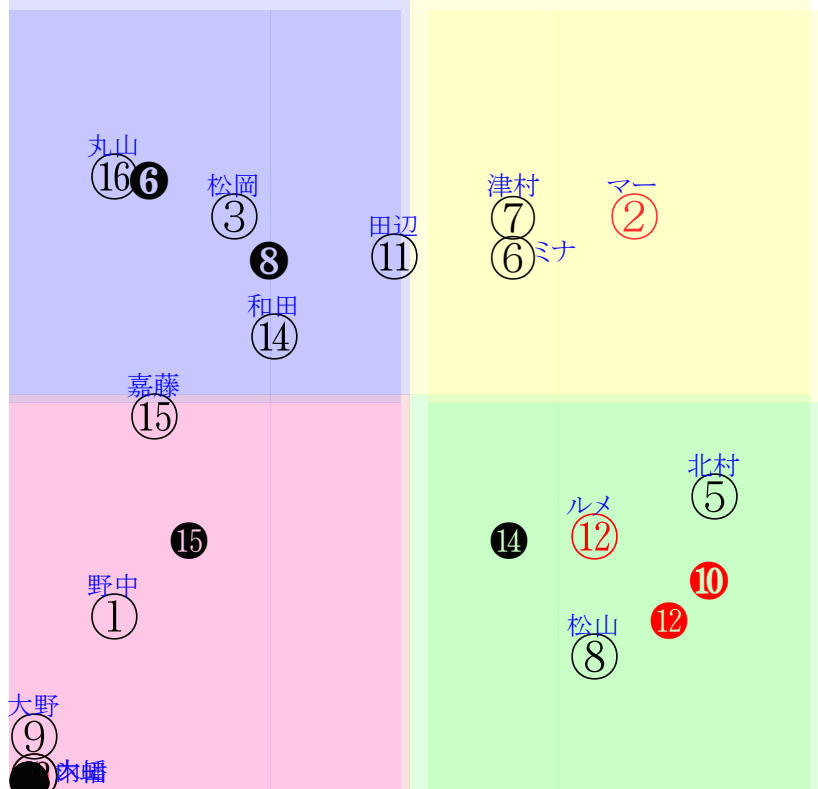 丸山
⑯❻
松岡
③
津村
⑦
マー
②
田辺
⑪
⑥ミナ
❽
和田
⑭
嘉藤
⑮
北村
⑤
ルメ
⑫
⓯
⓮
野中
①
❿
⓬
松山
⑧
大野
⑨